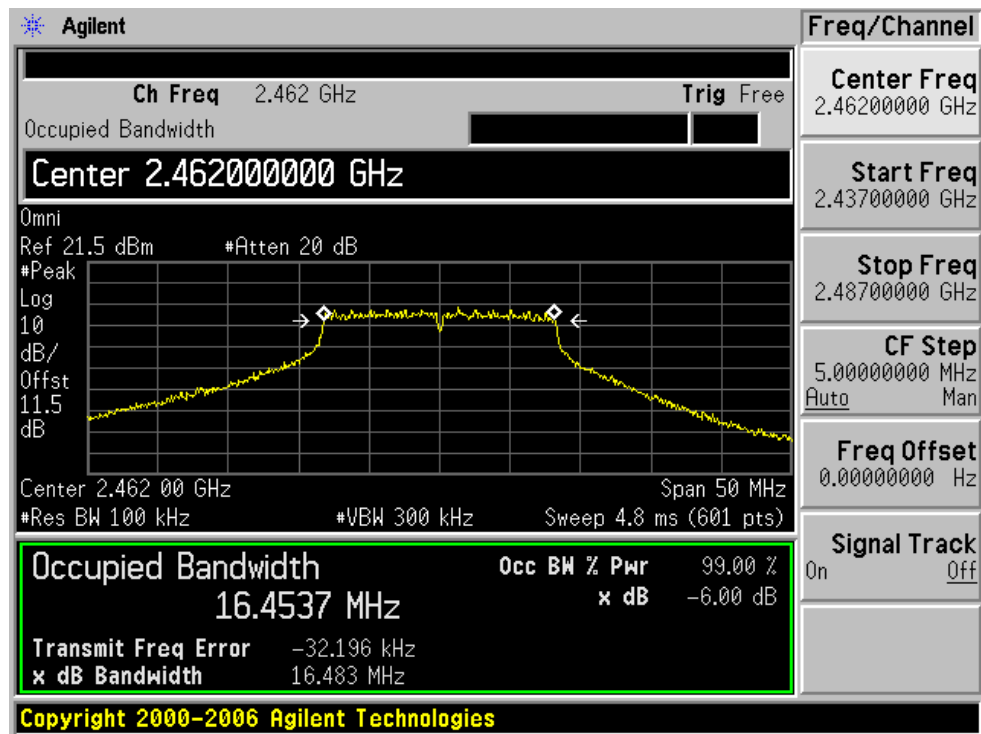 Agilent
Ch Freq 2.462 GHz Trig Free
Occupied Bandwidth
Center 2.462000000 GHz
Omni
Ref 21.5 dBm #Atten 20 dB
#Peak
Log
10
dB/
Offst
11.5
dB
Center 2.462 00 GHz Span 50 MHz
#Res BW 100 kHz #VBW 300 kHz Sweep 4.8 ms (601 pts)
Occupied Bandwidth Occ BW % Pwr 99.00 %
16.4537 MHz x dB -6.00 dB
Transmit Freq Error -32.196 kHz
x dB Bandwidth 16.483 MHz
Copyright 2000-2006 Agilent Technologies
Freq/Channel
Center Freq
2.46200000 GHz
Start Freq
2.43700000 GHz
Stop Freq
2.48700000 GHz
CF Step
5.00000000 MHz
Auto Man
Freq Offset
0.00000000 Hz
Signal Track
On Off